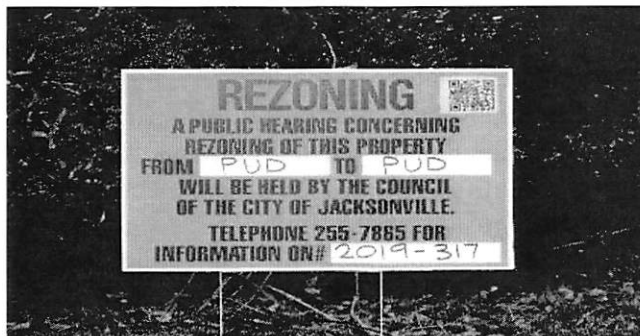 REZONING
A PUBLIC HEARING CONCERNING
REZONING OF THIS PROPERTY
FROM PUD TO PUD
WILL BE HELD BY THE COUNCIL
OF THE CITY OF JACKSONVILLE.
TELEPHONE 255-7865 FOR
INFORMATION ON# 2019-317